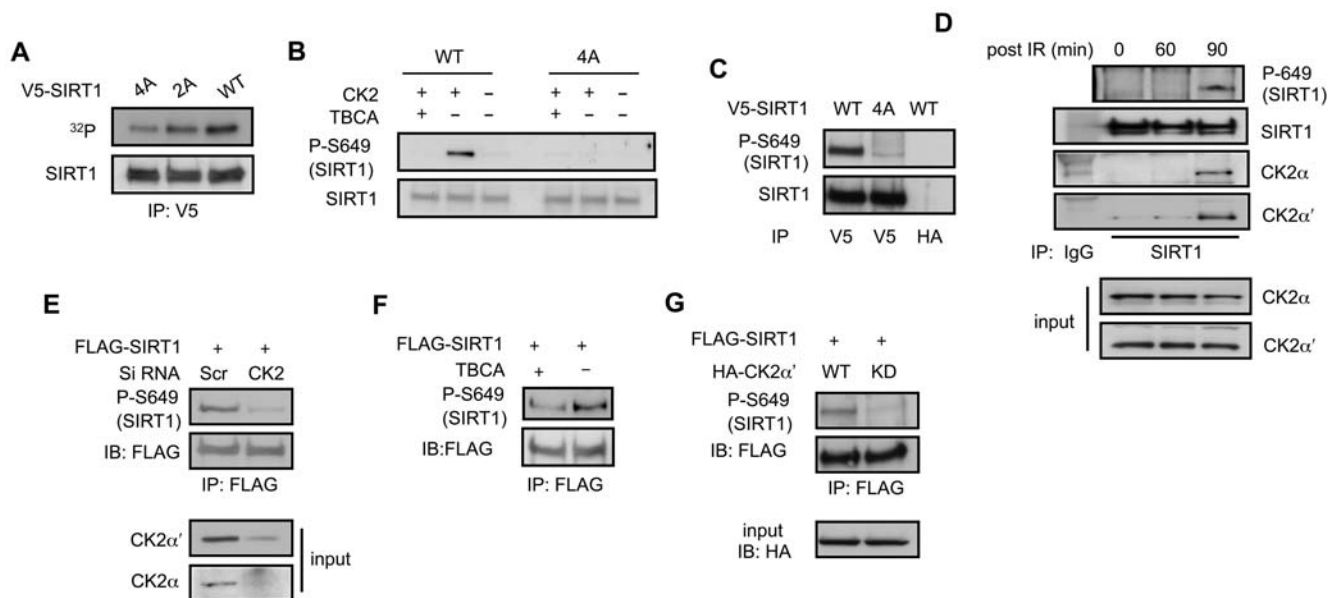 A
V5-SIRT1 4A 2A WT
32P
SIRT1
IP: V5
B
WT 4A
CK2 + + – + + –
TBCA + – – + – –
P-S649
(SIRT1)
SIRT1
C
V5-SIRT1 WT 4A WT
P-S649
(SIRT1)
SIRT1
IP V5 V5 HA
D
post IR (min) 0 60 90
P-649
(SIRT1)
SIRT1
CK2α
CK2α'
IP: IgG SIRT1
input
CK2α
CK2α'
E
FLAG-SIRT1 + +
Si RNA Scr CK2
P-S649
(SIRT1)
IB: FLAG
IP: FLAG
CK2α'
CK2α
input
F
FLAG-SIRT1 + +
TBCA + –
P-S649
(SIRT1)
IB:FLAG
IP: FLAG
G
FLAG-SIRT1 + +
HA-CK2α' WT KD
P-S649
(SIRT1)
IB: FLAG
IP: FLAG
input
IB: HA